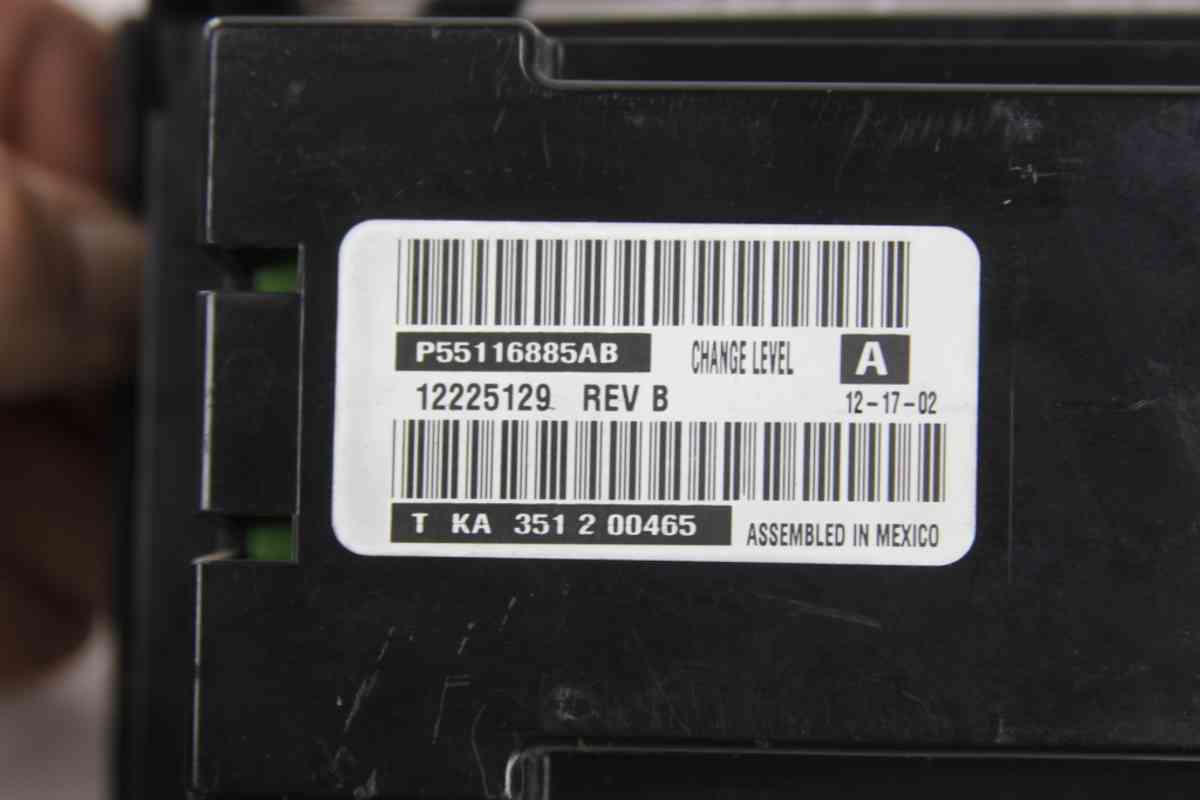 P55116885AB CHANGE LEVEL A
12225129 REV B 12-17-02
T KA 351 2 00465 ASSEMBLED IN MEXICO